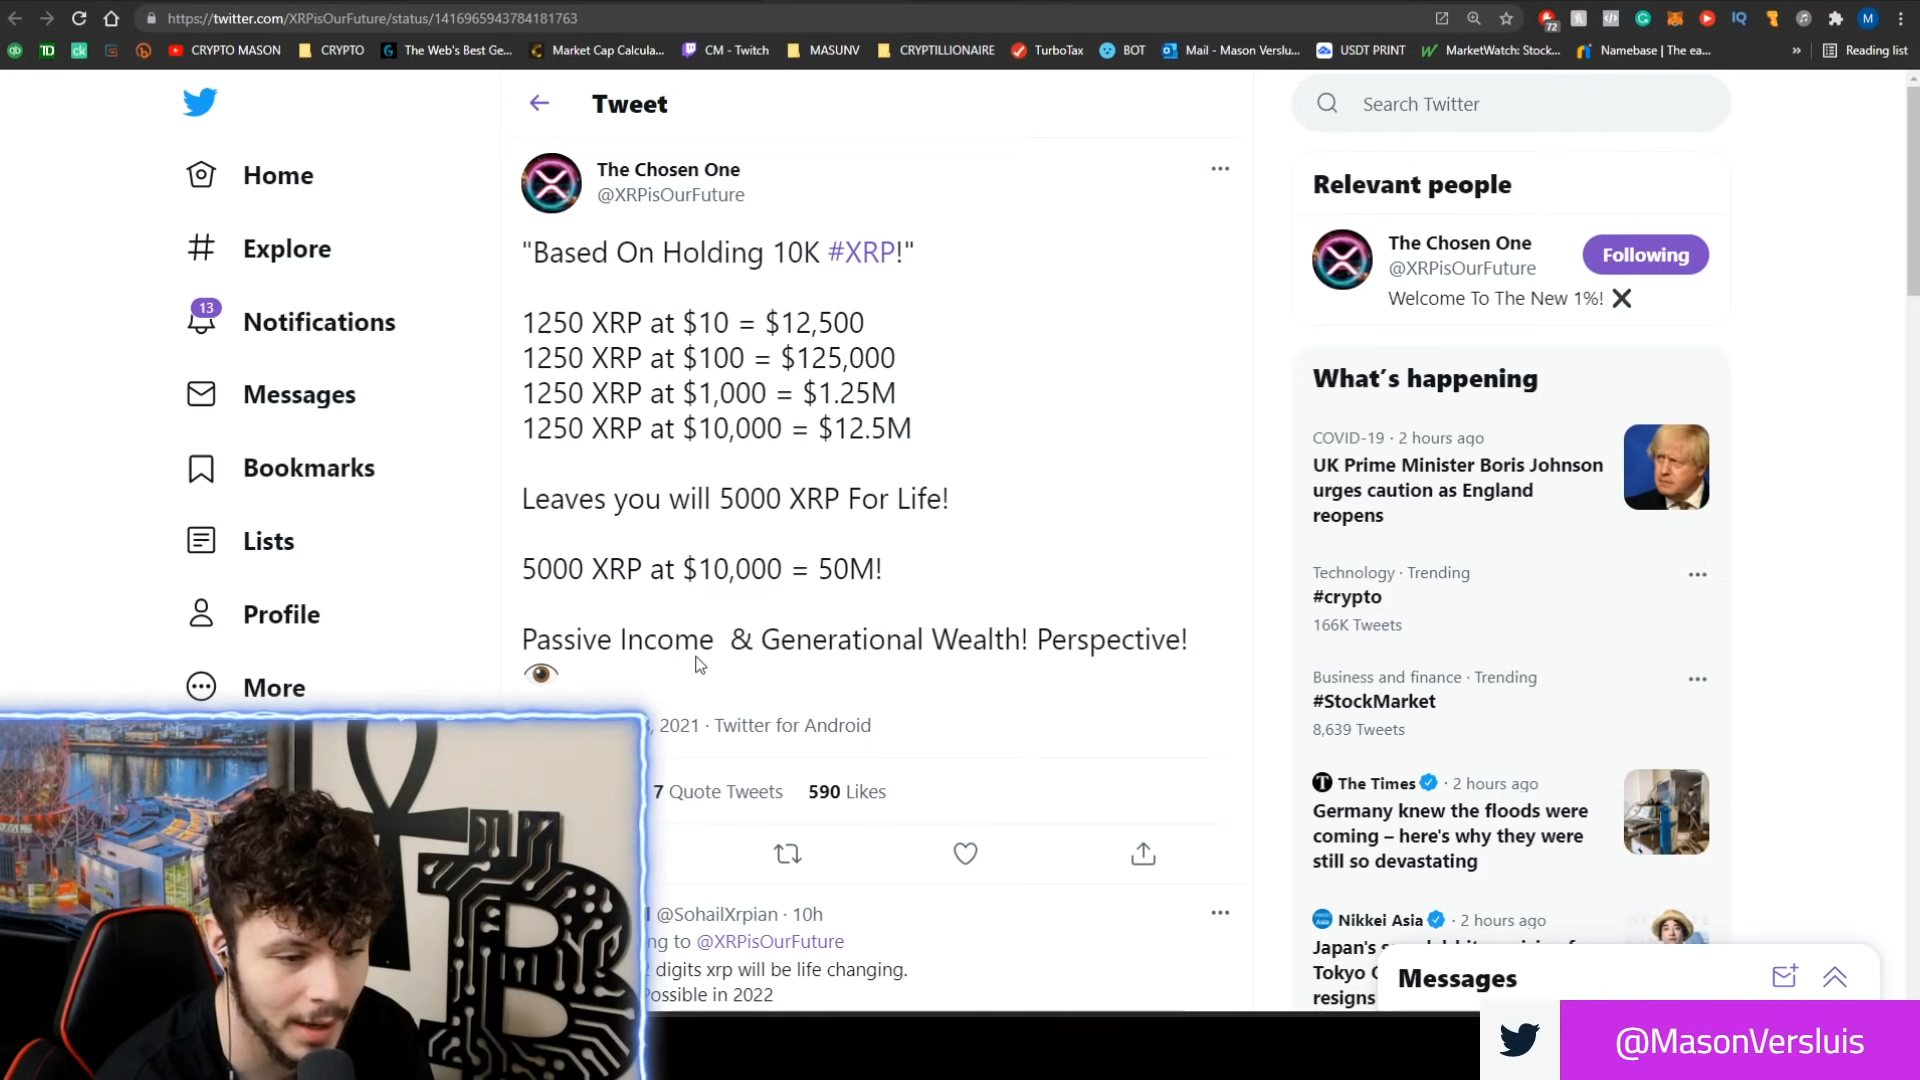 https://twitter.com/XRPisOurFuture/status/1416965943784181763
72
IQ
M
TD
ck
CRYPTO MASON
CRYPTO
The Web's Best Ge...
Market Cap Calcula...
CM - Twitch
MASUNV
CRYPTILLIONAIRE
TurboTax
BOT
Mail - Mason Verslu...
USDT PRINT
MarketWatch: Stock...
Namebase | The ea...
»
Reading list
Home
Explore
13
Notifications
Messages
Bookmarks
Lists
Profile
More
Tweet
The Chosen One
@XRPisOurFuture
"Based On Holding 10K #XRP!"
1250 XRP at $10 = $12,500
1250 XRP at $100 = $125,000
1250 XRP at $1,000 = $1.25M
1250 XRP at $10,000 = $12.5M
Leaves you will 5000 XRP For Life!
5000 XRP at $10,000 = 50M!
Passive Income & Generational Wealth! Perspective!
, 2021 · Twitter for Android
7 Quote Tweets 590 Likes
@SohailXrpian · 10h
ng to @XRPisOurFuture
digits xrp will be life changing.
Possible in 2022
Search Twitter
Relevant people
The Chosen One
@XRPisOurFuture
Following
Welcome To The New 1%!
What's happening
COVID-19 · 2 hours ago
UK Prime Minister Boris Johnson
urges caution as England
reopens
Technology · Trending
#crypto
166K Tweets
Business and finance · Trending
#StockMarket
8,639 Tweets
The Times · 2 hours ago
Germany knew the floods were
coming – here's why they were
still so devastating
Nikkei Asia · 2 hours ago
Japan's
Tokyo
resigns
Messages
@MasonVersluis